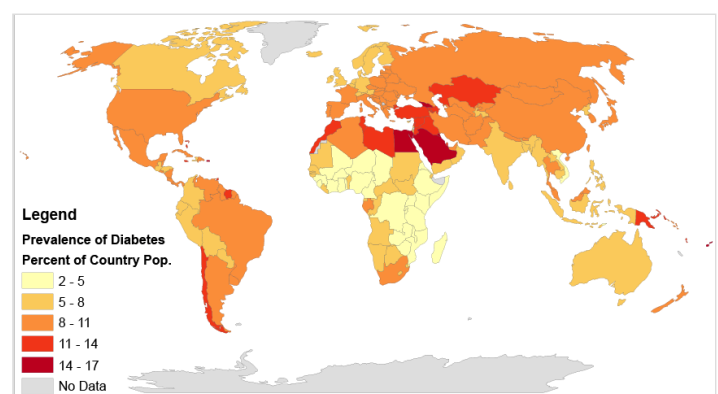 Legend
Prevalence of Diabetes
Percent of Country Pop.
2 - 5
5 - 8
8 - 11
11 - 14
14 - 17
No Data